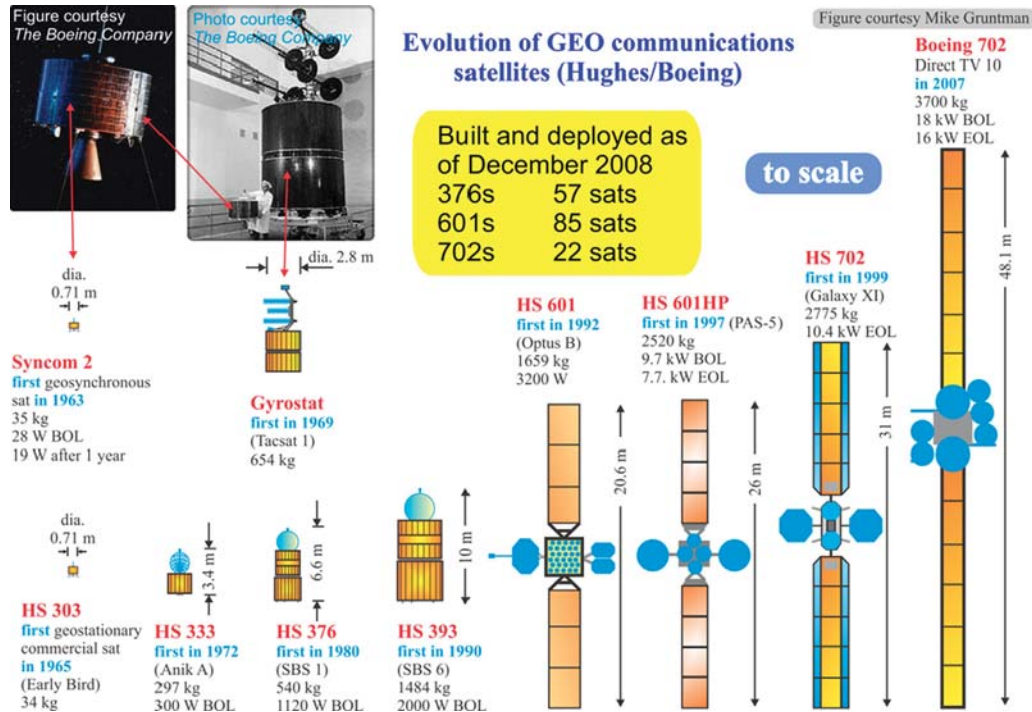 Figure courtesy
The Boeing Company
Photo courtesy
The Boeing Company
Evolution of GEO communications
satellites (Hughes/Boeing)
Figure courtesy Mike Gruntman
Built and deployed as
of December 2008
376s 57 sats
601s 85 sats
702s 22 sats
to scale
Boeing 702
Direct TV 10
in 2007
3700 kg
18 kW BOL
16 kW EOL
48.1 m
dia.
0.71 m
Syncom 2
first geosynchronous
sat in 1963
35 kg
28 W BOL
19 W after 1 year
dia. 2.8 m
Gyrostat
first in 1969
(Tacsat 1)
654 kg
HS 601
first in 1992
(Optus B)
1659 kg
3200 W
20.6 m
HS 601HP
first in 1997 (PAS-5)
2520 kg
9.7 kW BOL
7.7. kW EOL
26 m
HS 702
first in 1999
(Galaxy XI)
2775 kg
10.4 kW EOL
31 m
dia.
0.71 m
HS 303
first geostationary
commercial sat
in 1965
(Early Bird)
34 kg
3.4 m
HS 333
first in 1972
(Anik A)
297 kg
300 W BOL
6.6 m
HS 376
first in 1980
(SBS 1)
540 kg
1120 W BOL
10 m
HS 393
first in 1990
(SBS 6)
1484 kg
2000 W BOL